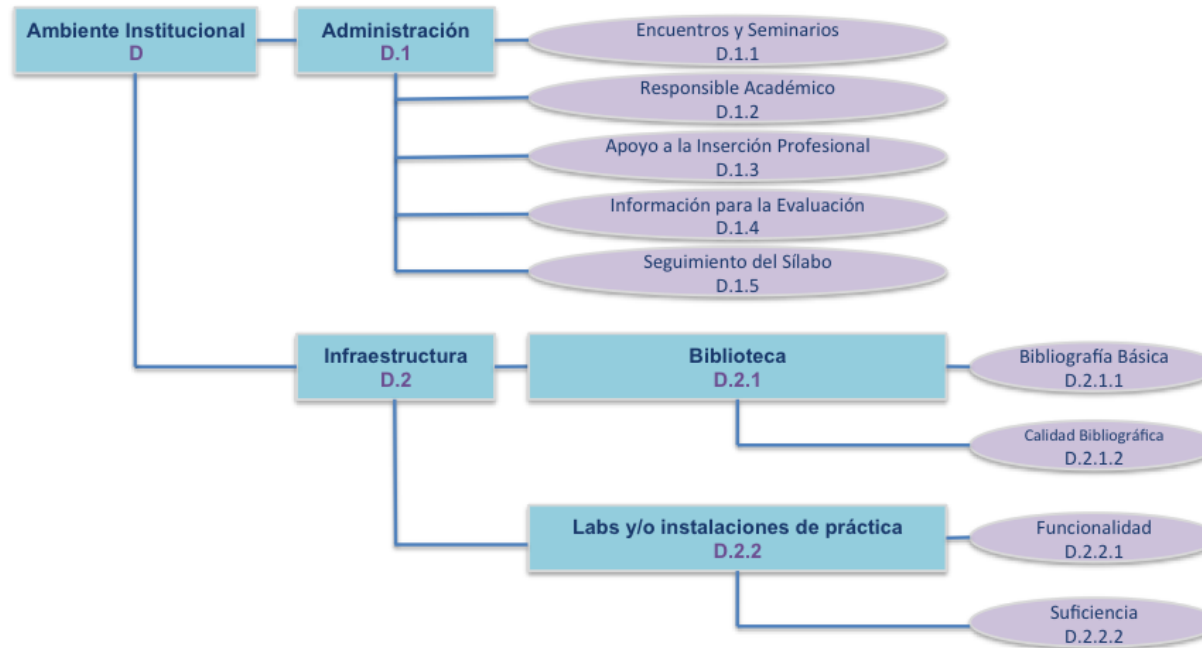 Ambiente Institucional
D
Administración
D.1
Encuentros y Seminarios
D.1.1
Responsible Académico
D.1.2
Apoyo a la Inserción Profesional
D.1.3
Información para la Evaluación
D.1.4
Seguimiento del Sílabo
D.1.5
Infraestructura
D.2
Biblioteca
D.2.1
Bibliografía Básica
D.2.1.1
Calidad Bibliográfica
D.2.1.2
Labs y/o instalaciones de práctica
D.2.2
Funcionalidad
D.2.2.1
Suficiencia
D.2.2.2